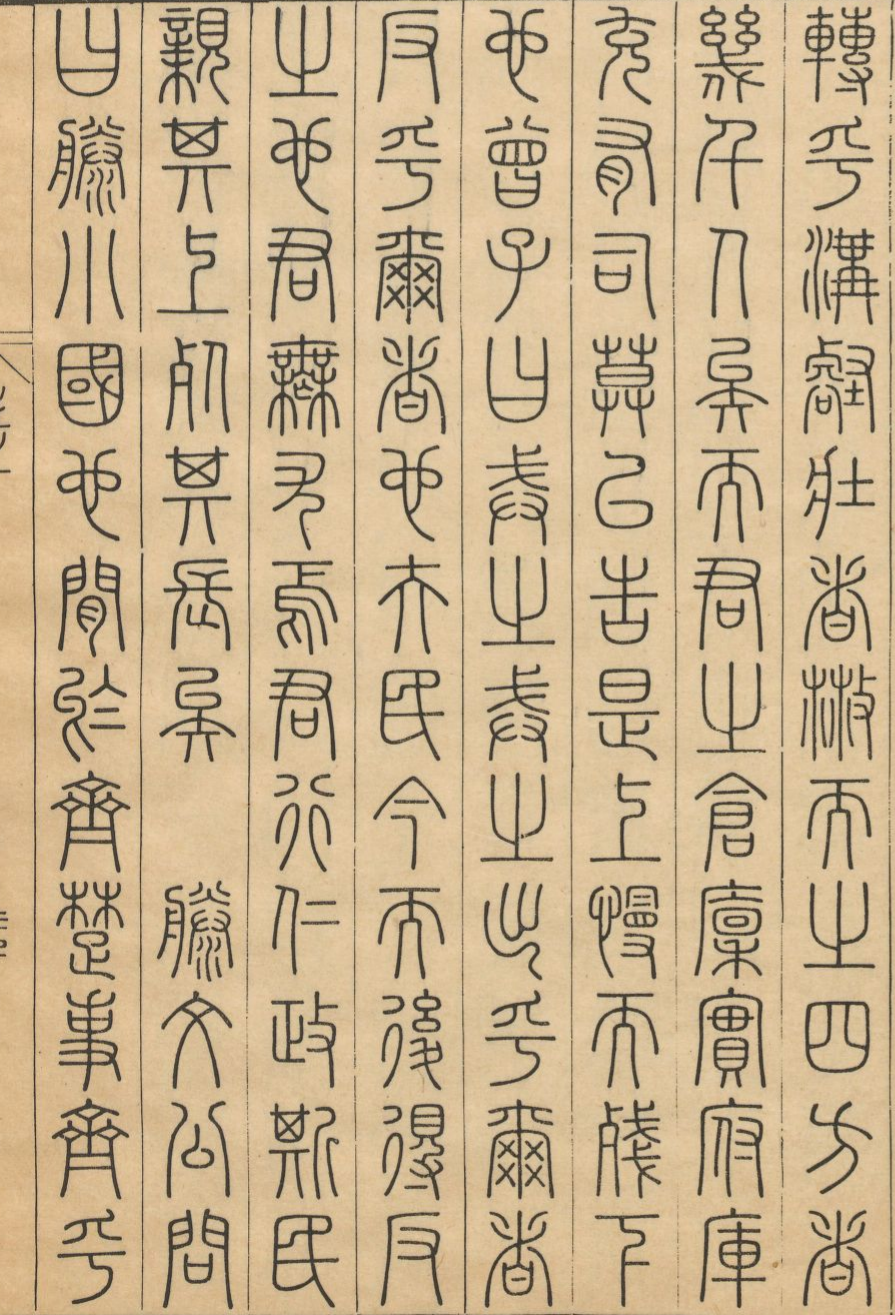 轉乎溝壑壯者散而之四方者
幾千人矣而君之倉廩實府庫
充有司莫以告是上慢而殘下
也曾子曰戒之戒之出乎爾者
反乎爾者也夫民今而後得反
之也君無尤焉君行仁政斯民
親其上死其長矣　滕文公問
曰滕小國也間於齊楚事齊乎